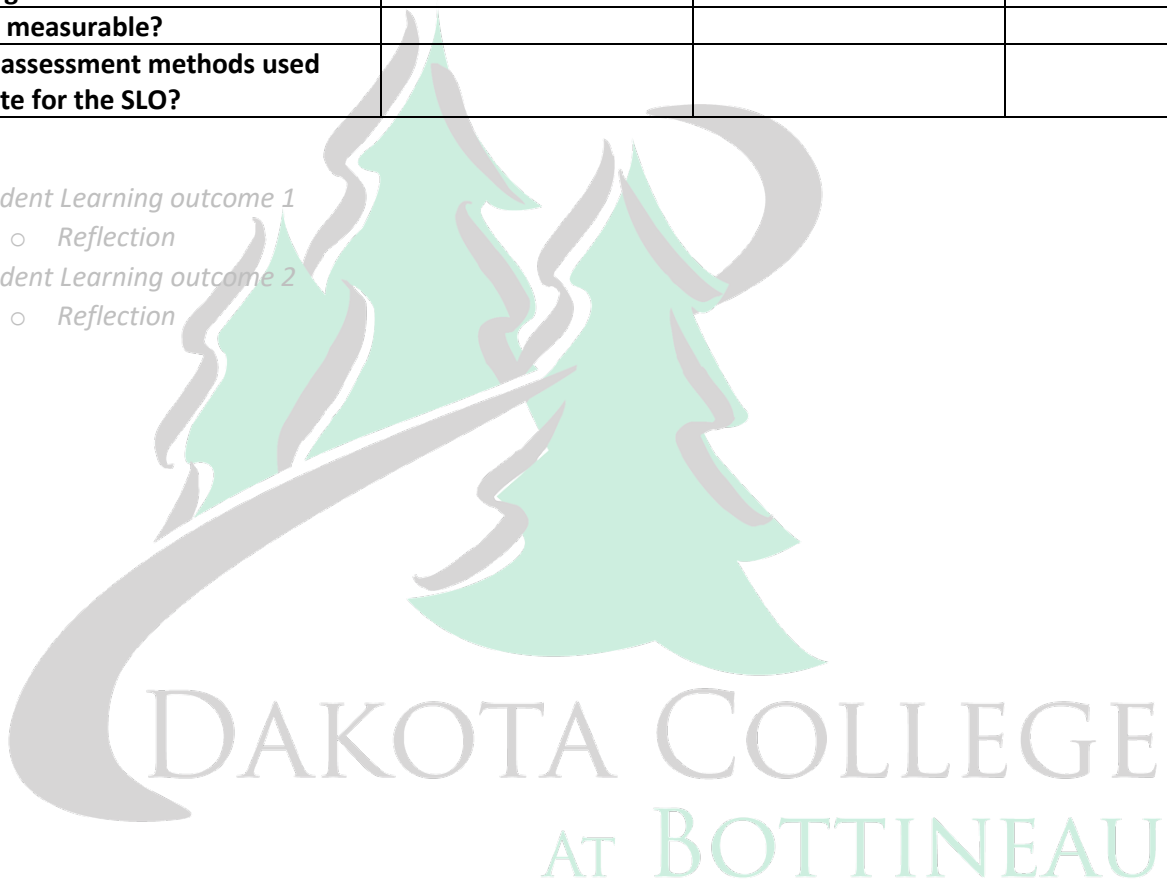 g
measurable?
assessment methods used
te for the SLO?
dent Learning outcome 1
o Reflection
dent Learning outcome 2
o Reflection
DAKOTA COLLEGE
AT BOTTINEAU